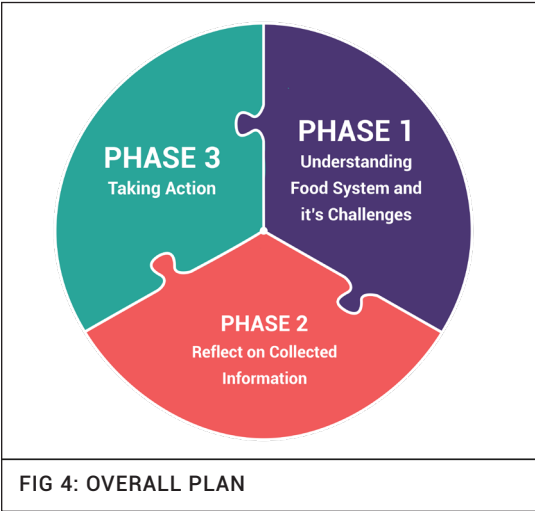 PHASE 1
Understanding
Food System and
it's Challenges
PHASE 2
Reflect on Collected
Information
PHASE 3
Taking Action
FIG 4: OVERALL PLAN